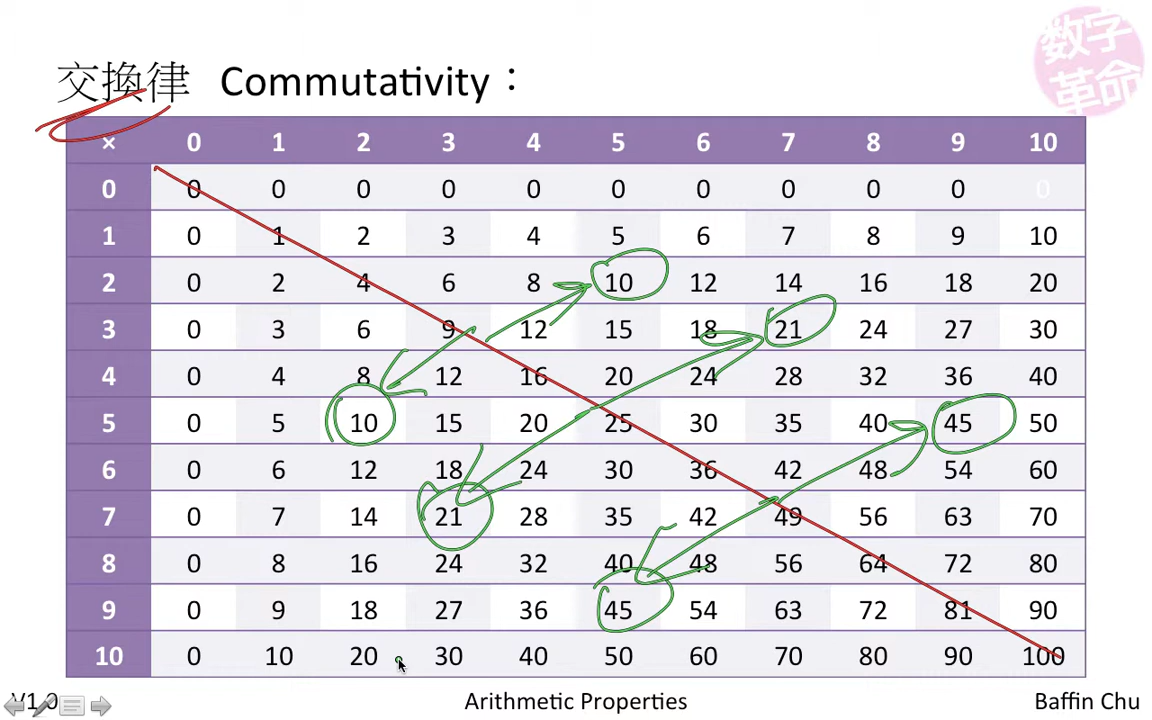 数字
革命
交換律 Commutativity：
× 0 1 2 3 4 5 6 7 8 9 10
0 0 0 0 0 0 0 0 0 0 0 0
1 0 1 2 3 4 5 6 7 8 9 10
2 0 2 4 6 8 10 12 14 16 18 20
3 0 3 6 9 12 15 18 21 24 27 30
4 0 4 8 12 16 20 24 28 32 36 40
5 0 5 10 15 20 25 30 35 40 45 50
6 0 6 12 18 24 30 36 42 48 54 60
7 0 7 14 21 28 35 42 49 56 63 70
8 0 8 16 24 32 40 48 56 64 72 80
9 0 9 18 27 36 45 54 63 72 81 90
10 0 10 20 30 40 50 60 70 80 90 100
V1.0 Arithmetic Properties Baffin Chu